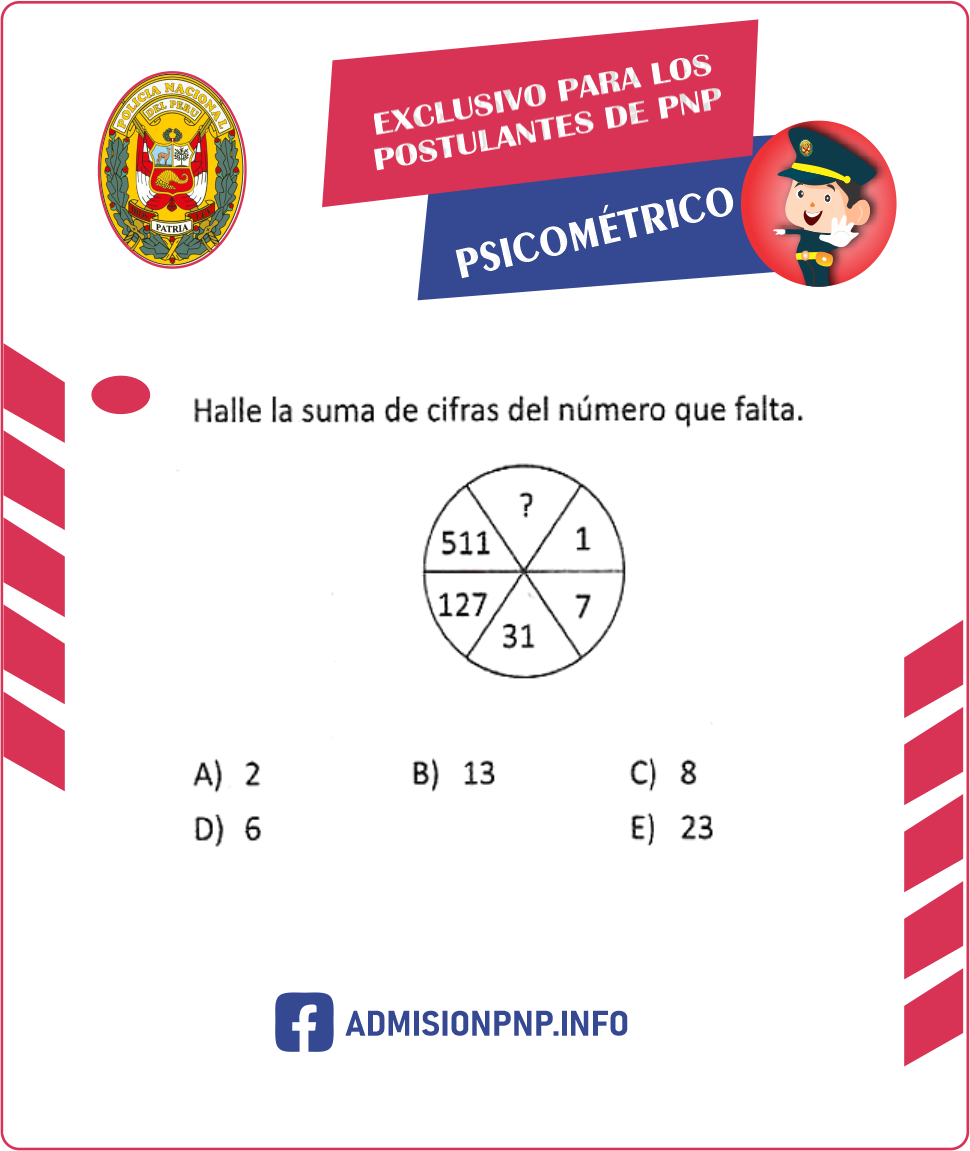 POLICIA NACIONAL
DEL PERU
PATRIA
EXCLUSIVO PARA LOS
POSTULANTES DE PNP
PSICOMÉTRICO
Halle la suma de cifras del número que falta.
?
511 1
127 7
31
A) 2 B) 13 C) 8
D) 6 E) 23
ADMISIONPNP.INFO